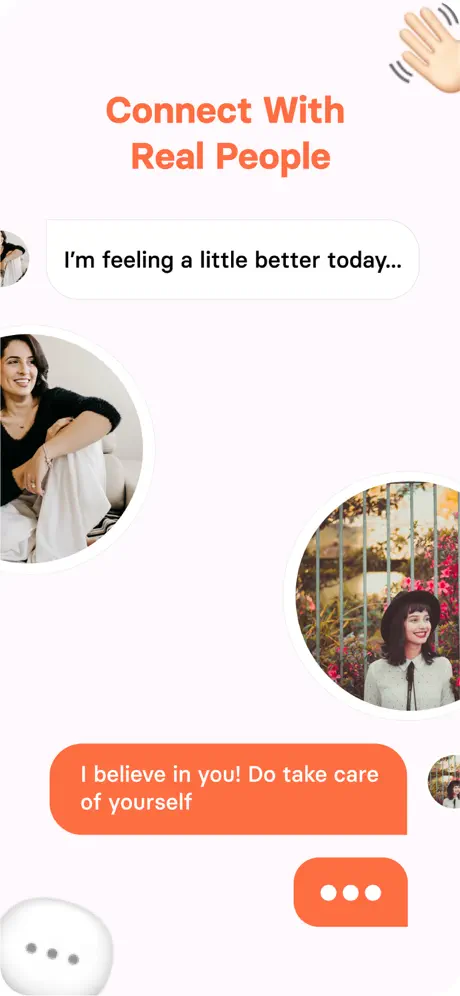 Connect With
Real People
I’m feeling a little better today...
I believe in you! Do take care
of yourself